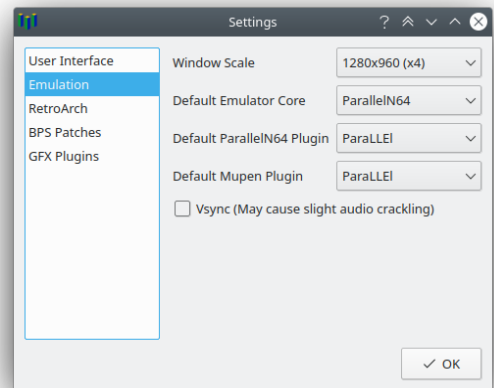 Settings
User Interface
Emulation
RetroArch
BPS Patches
GFX Plugins
Window Scale 1280x960 (x4)
Default Emulator Core ParallelN64
Default ParallelN64 Plugin ParaLLEl
Default Mupen Plugin ParaLLEl
Vsync (May cause slight audio crackling)
OK